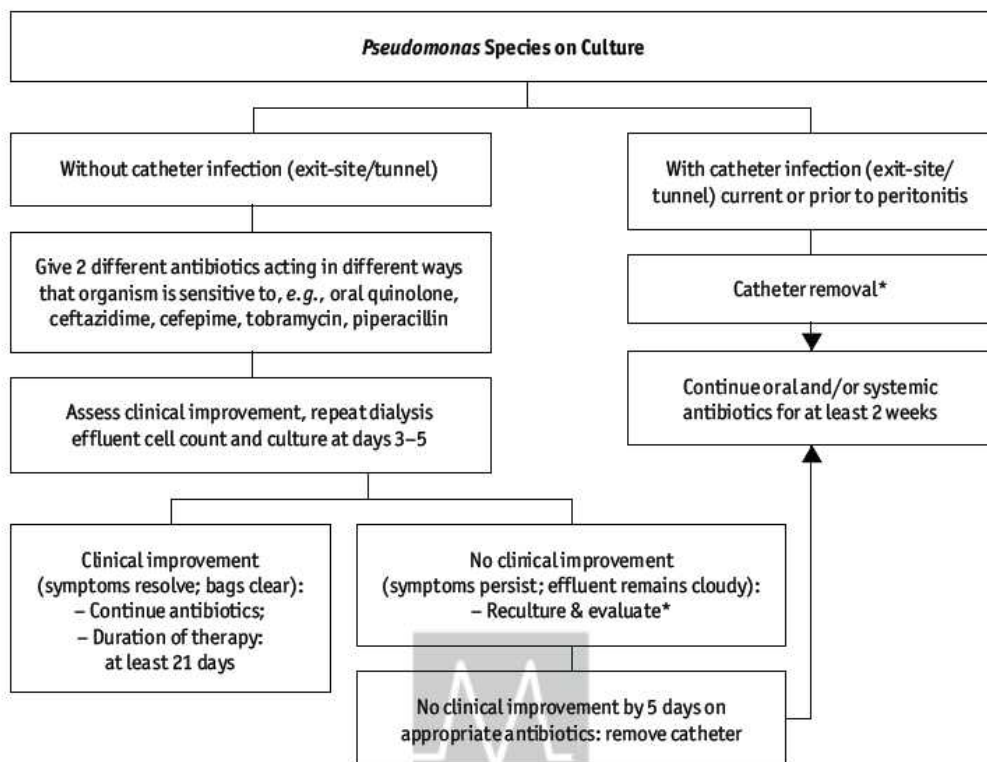 Pseudomonas Species on Culture
Without catheter infection (exit-site/tunnel)
With catheter infection (exit-site/
tunnel) current or prior to peritonitis
Give 2 different antibiotics acting in different ways
that organism is sensitive to, e.g., oral quinolone,
ceftazidime, cefepime, tobramycin, piperacillin
Catheter removal*
Continue oral and/or systemic
antibiotics for at least 2 weeks
Assess clinical improvement, repeat dialysis
effluent cell count and culture at days 3–5
Clinical improvement
(symptoms resolve; bags clear):
– Continue antibiotics;
– Duration of therapy:
at least 21 days
No clinical improvement
(symptoms persist; effluent remains cloudy):
– Reculture & evaluate*
No clinical improvement by 5 days on
appropriate antibiotics: remove catheter